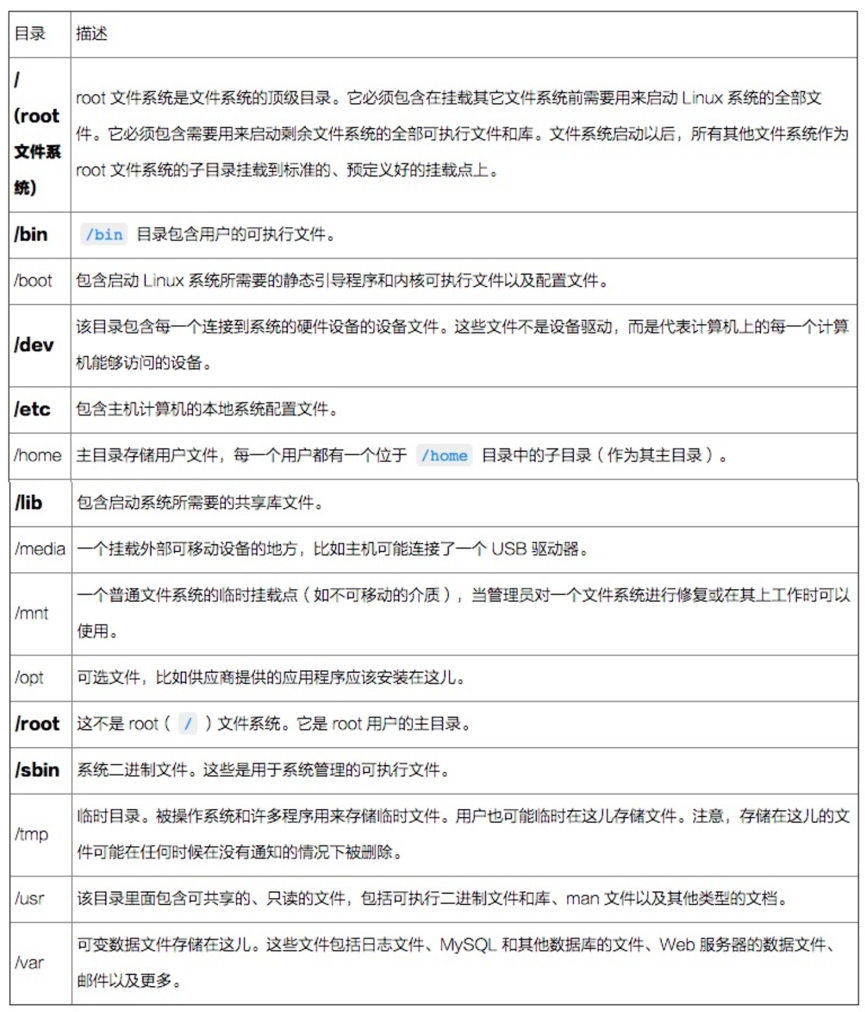 目录 描述
/
(root
文件系
统)
root 文件系统是文件系统的顶级目录。它必须包含在挂载其它文件系统前需要用来启动 Linux 系统的全部文
件。它必须包含需要用来启动剩余文件系统的全部可执行文件和库。文件系统启动以后，所有其他文件系统作为
root 文件系统的子目录挂载到标准的、预定义好的挂载点上。
/bin /bin 目录包含用户的可执行文件。
/boot 包含启动 Linux 系统所需要的静态引导程序和内核可执行文件以及配置文件。
/dev
该目录包含每一个连接到系统的硬件设备的设备文件。这些文件不是设备驱动，而是代表计算机上的每一个计算
机能够访问的设备。
/etc 包含主机计算机的本地系统配置文件。
/home 主目录存储用户文件，每一个用户都有一个位于 /home 目录中的子目录（作为其主目录）。
/lib 包含启动系统所需要的共享库文件。
/media 一个挂载外部可移动设备的地方，比如主机可能连接了一个 USB 驱动器。
/mnt
一个普通文件系统的临时挂载点（如不可移动的介质），当管理员对一个文件系统进行修复或在其上工作时可以
使用。
/opt 可选文件，比如供应商提供的应用程序应该安装在这儿。
/root 这不是 root（ / ）文件系统。它是 root 用户的主目录。
/sbin 系统二进制文件。这些是用于系统管理的可执行文件。
/tmp
临时目录。被操作系统和许多程序用来存储临时文件。用户也可能临时在这儿存储文件。注意，存储在这儿的文
件可能在任何时候在没有通知的情况下被删除。
/usr 该目录里面包含可共享的、只读的文件，包括可执行二进制文件和库、man 文件以及其他类型的文档。
/var
可变数据文件存储在这儿。这些文件包括日志文件、MySQL 和其他数据库的文件、Web 服务器的数据文件、
邮件以及更多。